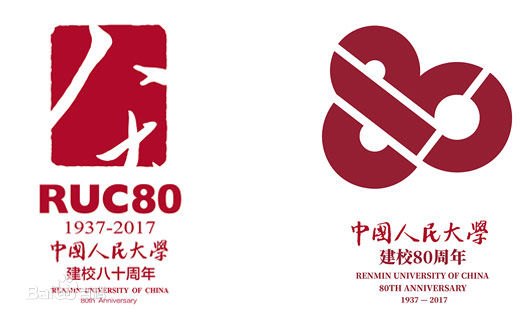 RUC80
1937-2017
中國人民大學
建校八十周年
RENMIN UNIVERSITY OF CHINA
80th Anniversary
中國人民大學
建校80周年
RENMIN UNIVERSITY OF CHINA
80TH ANNIVERSARY
1937 — 2017